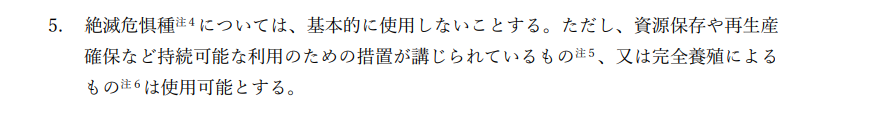 5. 絶滅危惧種注4については、基本的に使用しないことする。ただし、資源保存や再生産
確保など持続可能な利用のための措置が講じられているもの注5、又は完全養殖による
もの注6は使用可能とする。